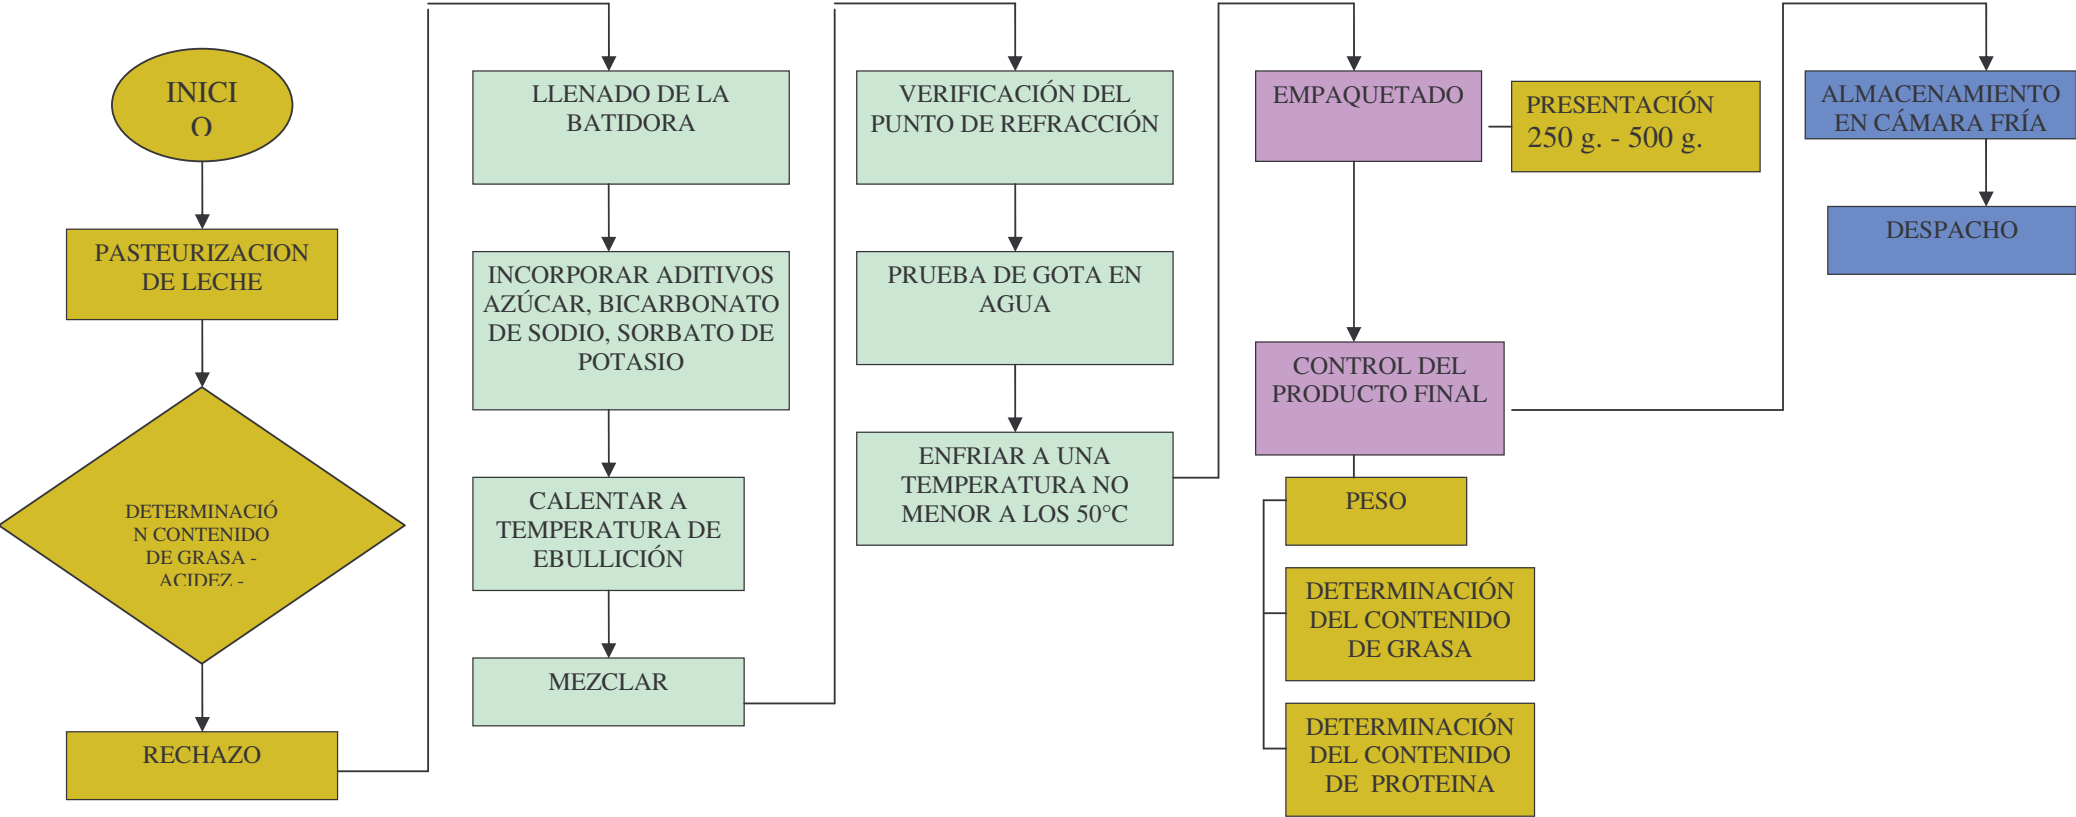 INICI
O
PASTEURIZACION
DE LECHE
DETERMINACIÓ
N CONTENIDO
DE GRASA -
ACIDEZ -
RECHAZO
LLENADO DE LA
BATIDORA
INCORPORAR ADITIVOS
AZÚCAR, BICARBONATO
DE SODIO, SORBATO DE
POTASIO
CALENTAR A
TEMPERATURA DE
EBULLICIÓN
MEZCLAR
VERIFICACIÓN DEL
PUNTO DE REFRACCIÓN
PRUEBA DE GOTA EN
AGUA
ENFRIAR A UNA
TEMPERATURA NO
MENOR A LOS 50°C
EMPAQUETADO
PRESENTACIÓN
250 g. - 500 g.
CONTROL DEL
PRODUCTO FINAL
PESO
DETERMINACIÓN
DEL CONTENIDO
DE GRASA
DETERMINACIÓN
DEL CONTENIDO
DE PROTEINA
ALMACENAMIENTO
EN CÁMARA FRÍA
DESPACHO